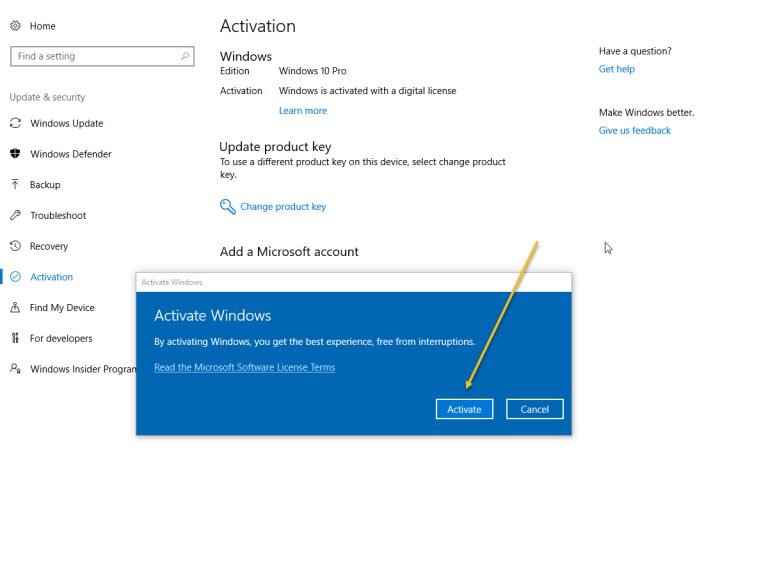 Home
Find a setting
Update & security
Windows Update
Windows Defender
Backup
Troubleshoot
Recovery
Activation
Find My Device
For developers
Windows Insider Program
Activation
Windows
Edition Windows 10 Pro
Activation Windows is activated with a digital license
Learn more
Update product key
To use a different product key on this device, select change product
key.
Change product key
Add a Microsoft account
Activate Windows
Activate Windows
By activating Windows, you get the best experience, free from interruptions.
Read the Microsoft Software License Terms
Activate Cancel
Have a question?
Get help
Make Windows better.
Give us feedback